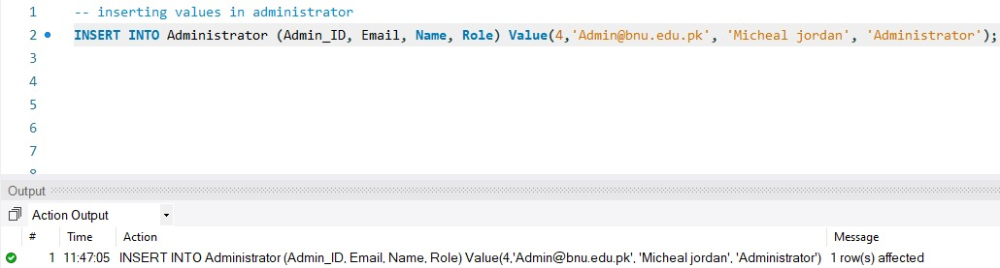 1 -- inserting values in administrator
2 INSERT INTO Administrator (Admin_ID, Email, Name, Role) Value(4,'Admin@bnu.edu.pk', 'Micheal jordan', 'Administrator');
3
4
5
6
7
8
Output
Action Output
# Time Action Message
1 11:47:05 INSERT INTO Administrator (Admin_ID, Email, Name, Role) Value(4,'Admin@bnu.edu.pk', 'Micheal jordan', 'Administrator') 1 row(s) affected